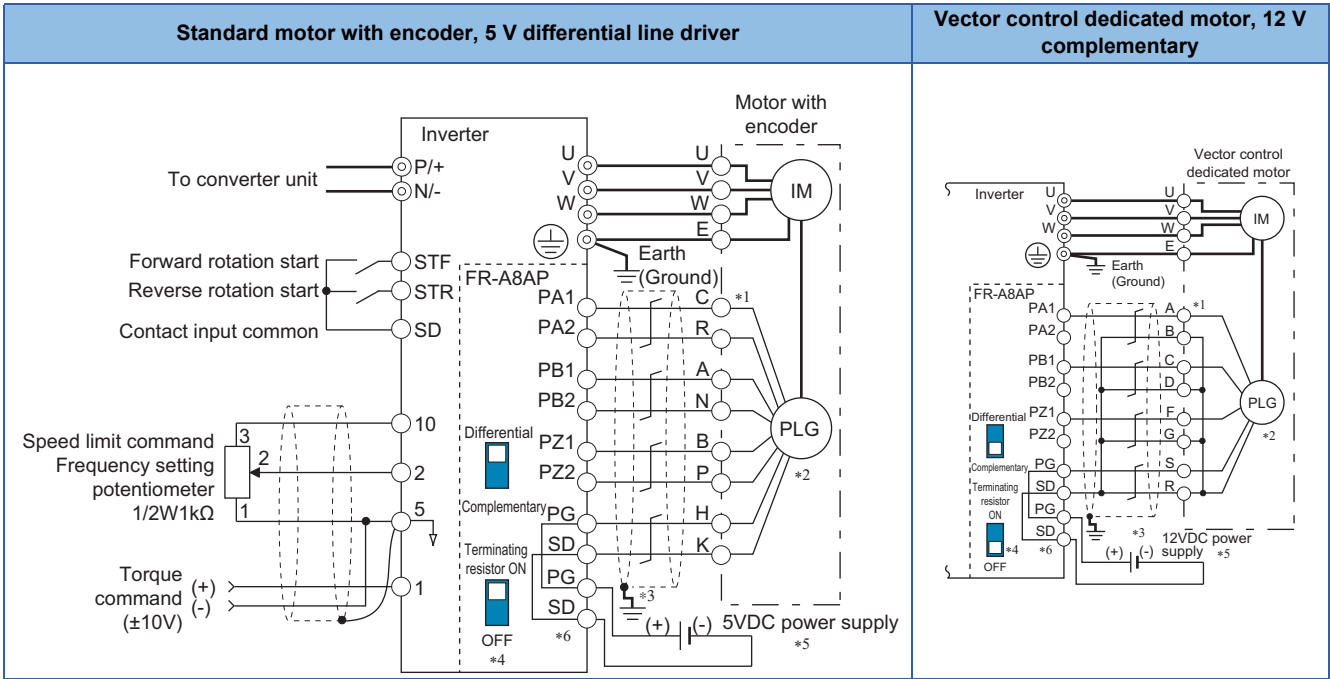 Standard motor with encoder, 5 V differential line driver
Vector control dedicated motor, 12 V
complementary
Motor with
encoder
Inverter
To converter unit
P/+
N/-
U
V
W
U
V
W
E
IM
Earth
(Ground)
Forward rotation start
Reverse rotation start
Contact input common
STF
STR
SD
FR-A8AP
PA1
PA2
PB1
PB2
PZ1
PZ2
PG
SD
PG
SD
*6
C
R
A
N
B
P
H
K
*1
PLG
*2
*3
Differential
Complementary
Terminating
resistor ON
OFF
*4
Speed limit command
Frequency setting
potentiometer
1/2W1kΩ
3
2
1
10
2
5
1
Torque
command
(±10V)
(+)
(-)
(+)
(-)
5VDC power supply
*5
Vector control
dedicated motor
Inverter
U
V
W
U
V
W
E
IM
Earth
(Ground)
FR-A8AP
PA1
PA2
PB1
PB2
PZ1
PZ2
PG
SD
PG
SD
*6
A
B
C
D
F
G
S
R
*1
PLG
*2
*3
Differential
Complementary
Terminating
resistor
ON
*4
OFF
(+)
(-)
12VDC power
supply
*5